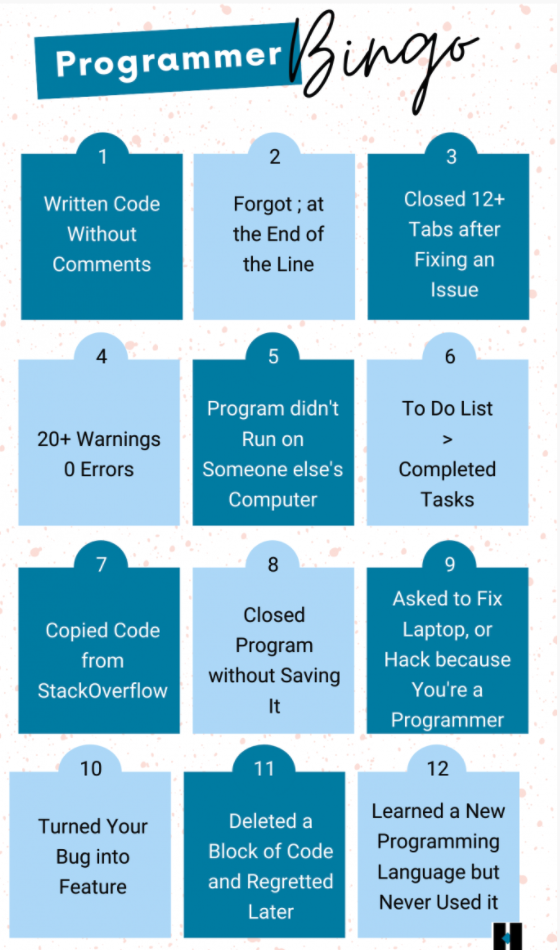 Programmer Bingo
1
Written Code
Without
Comments
2
Forgot ; at
the End of
the Line
3
Closed 12+
Tabs after
Fixing an
Issue
4
20+ Warnings
0 Errors
5
Program didn't
Run on
Someone else's
Computer
6
To Do List
>
Completed
Tasks
7
Copied Code
from
StackOverflow
8
Closed
Program
without Saving
It
9
Asked to Fix
Laptop, or
Hack because
You're a
Programmer
10
Turned Your
Bug into
Feature
11
Deleted a
Block of Code
and Regretted
Later
12
Learned a New
Programming
Language but
Never Used it